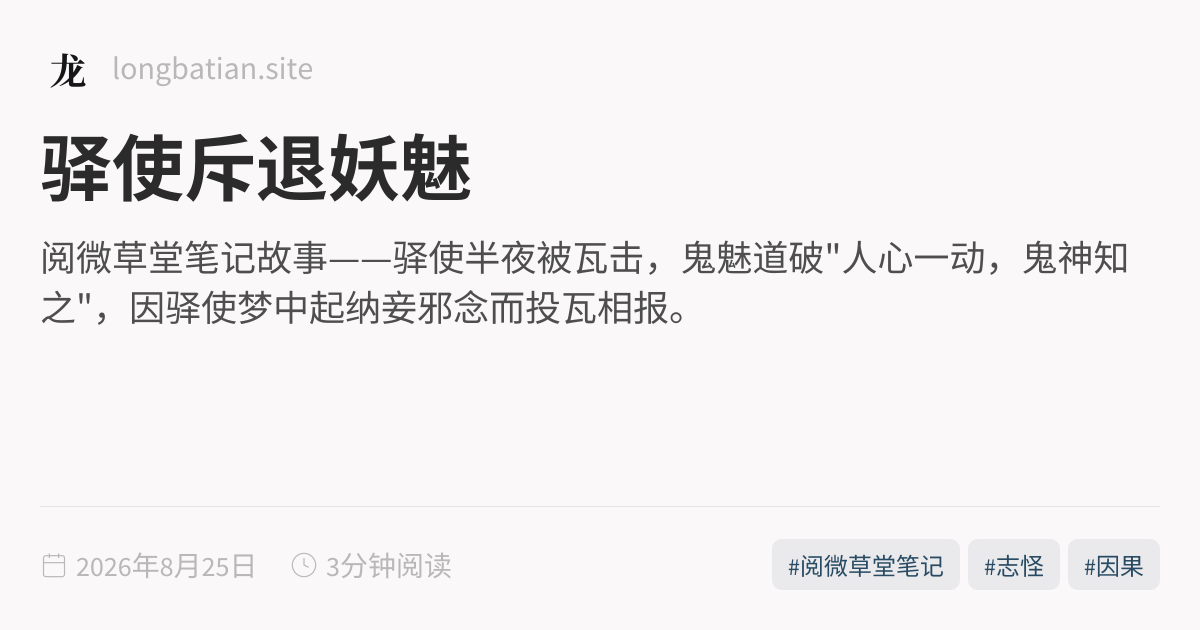 龙 longbatian.site
驿使斥退妖魅
阅微草堂笔记故事——驿使半夜被瓦击，鬼魅道破"人心一动，鬼神知
之"，因驿使梦中起纳妾邪念而投瓦相报。
2026年8月25日 3分钟阅读 #阅微草堂笔记 #志怪 #因果